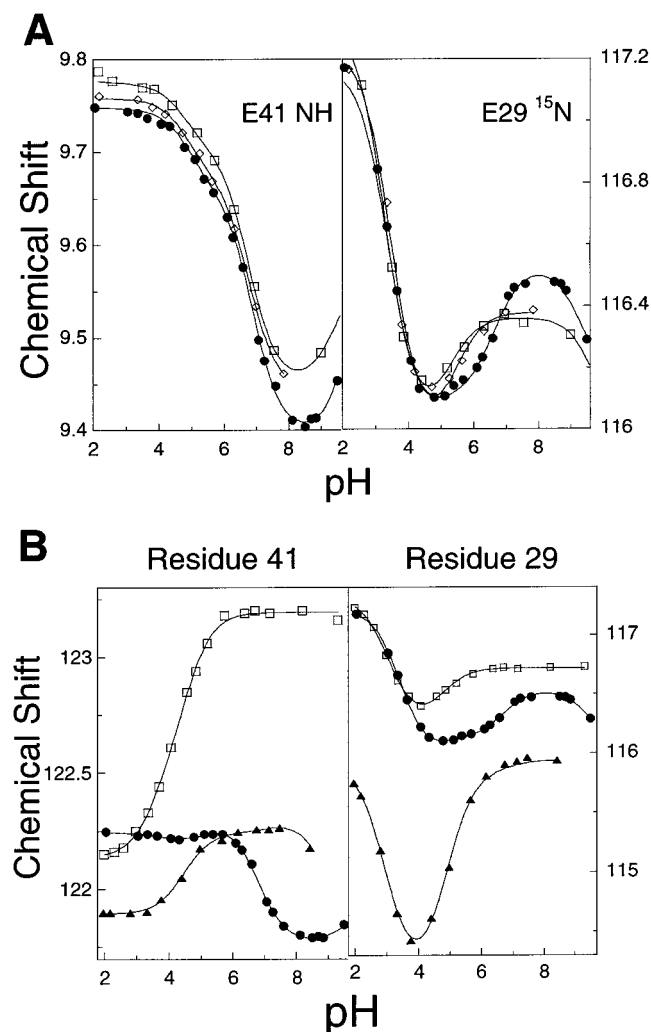 A
9.8
9.7
9.6
9.5
9.4
E41 NH
E29 ¹⁵N
117.2
116.8
116.4
116
Chemical Shift
2 4 6 8 2 4 6 8
pH
B
Residue 41 Residue 29
123
122.5
122
117
116
115
Chemical Shift
2 4 6 8 2 4 6 8
pH